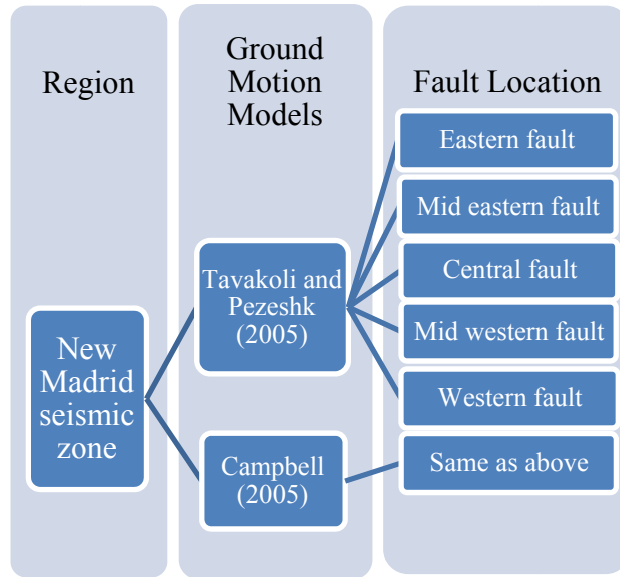 Region
Ground
Motion
Models
Fault Location
New
Madrid
seismic
zone
Tavakoli and
Pezeshk
(2005)
Campbell
(2005)
Eastern fault
Mid eastern fault
Central fault
Mid western fault
Western fault
Same as above